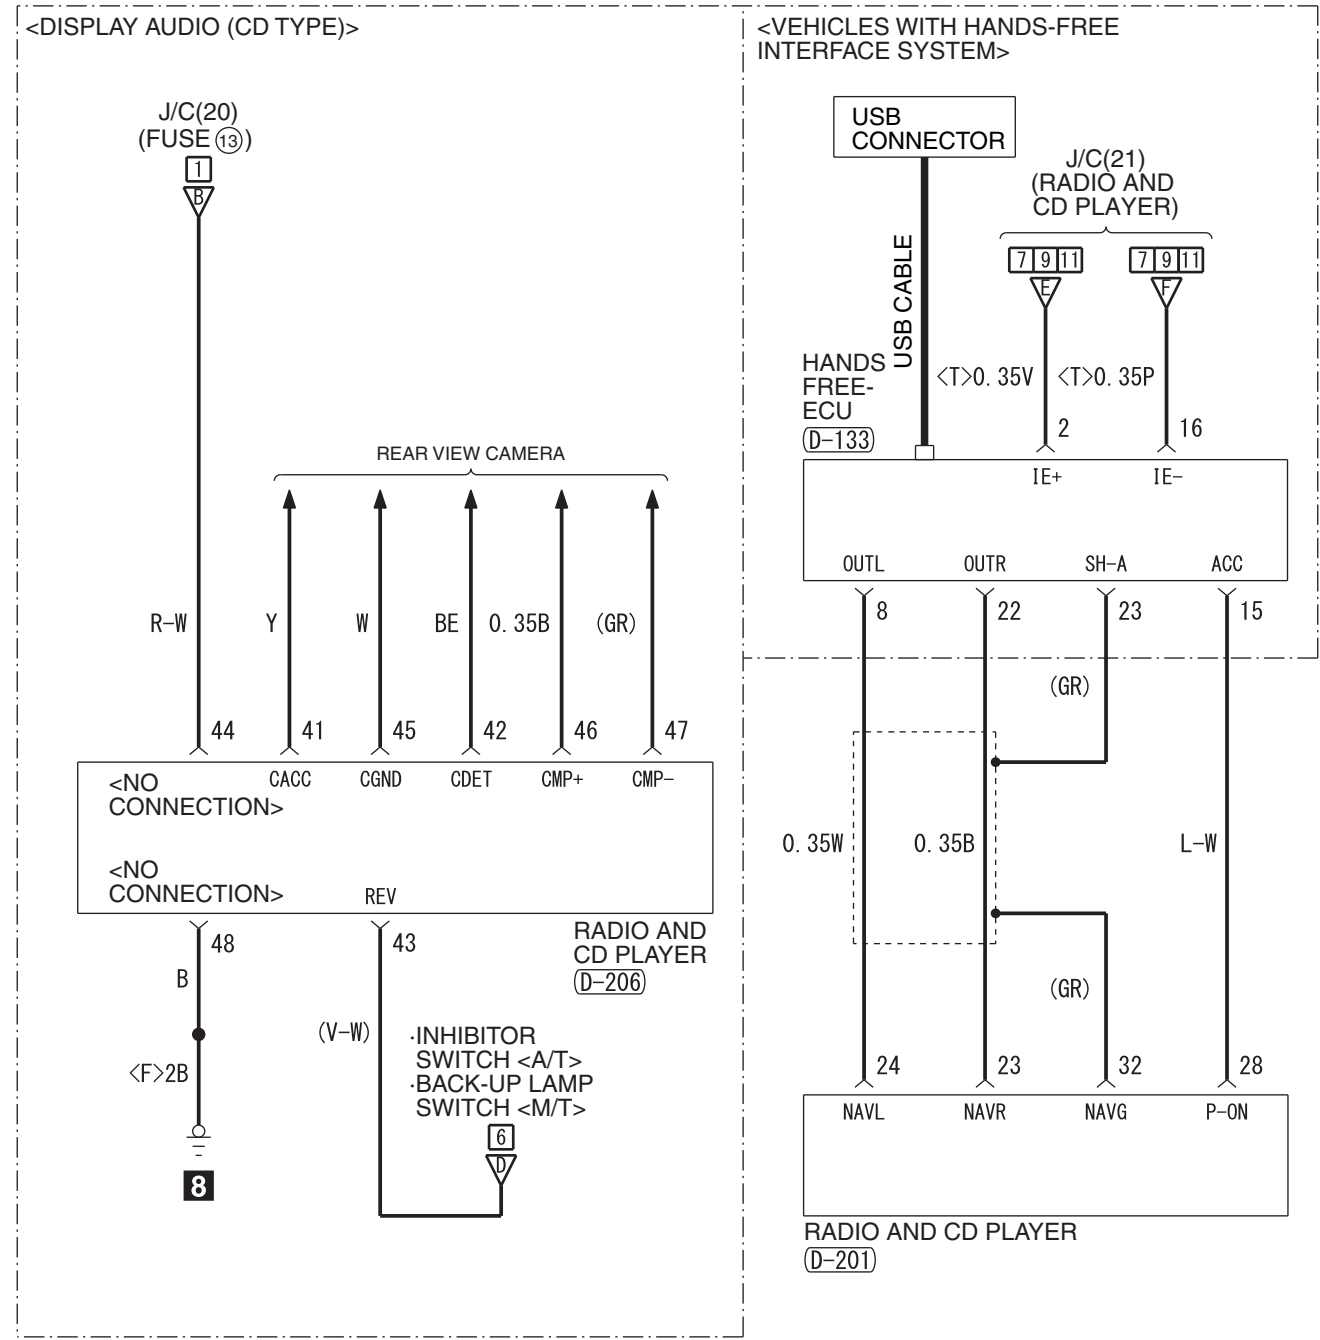 <DISPLAY AUDIO (CD TYPE)>
J/C(20)
(FUSE ⑬)
1
B
REAR VIEW CAMERA
R-W
Y
W
BE
0.35B
(GR)
44
41
45
42
46
47
<NO
CONNECTION>
CACC
CGND
CDET
CMP+
CMP-
<NO
CONNECTION>
REV
RADIO AND
CD PLAYER
D-206
48
43
B
<F>2B
8
(V-W)
·INHIBITOR
SWITCH <A/T>
·BACK-UP LAMP
SWITCH <M/T>
6
D
<VEHICLES WITH HANDS-FREE
INTERFACE SYSTEM>
USB
CONNECTOR
USB CABLE
J/C(21)
(RADIO AND
CD PLAYER)
7 9 11
7 9 11
E
F
<T>0.35V
<T>0.35P
HANDS
FREE-
ECU
D-133
2
16
IE+
IE-
OUTL
OUTR
SH-A
ACC
8
22
23
15
(GR)
0.35W
0.35B
L-W
(GR)
24
23
32
28
NAVL
NAVR
NAVG
P-ON
RADIO AND CD PLAYER
D-201